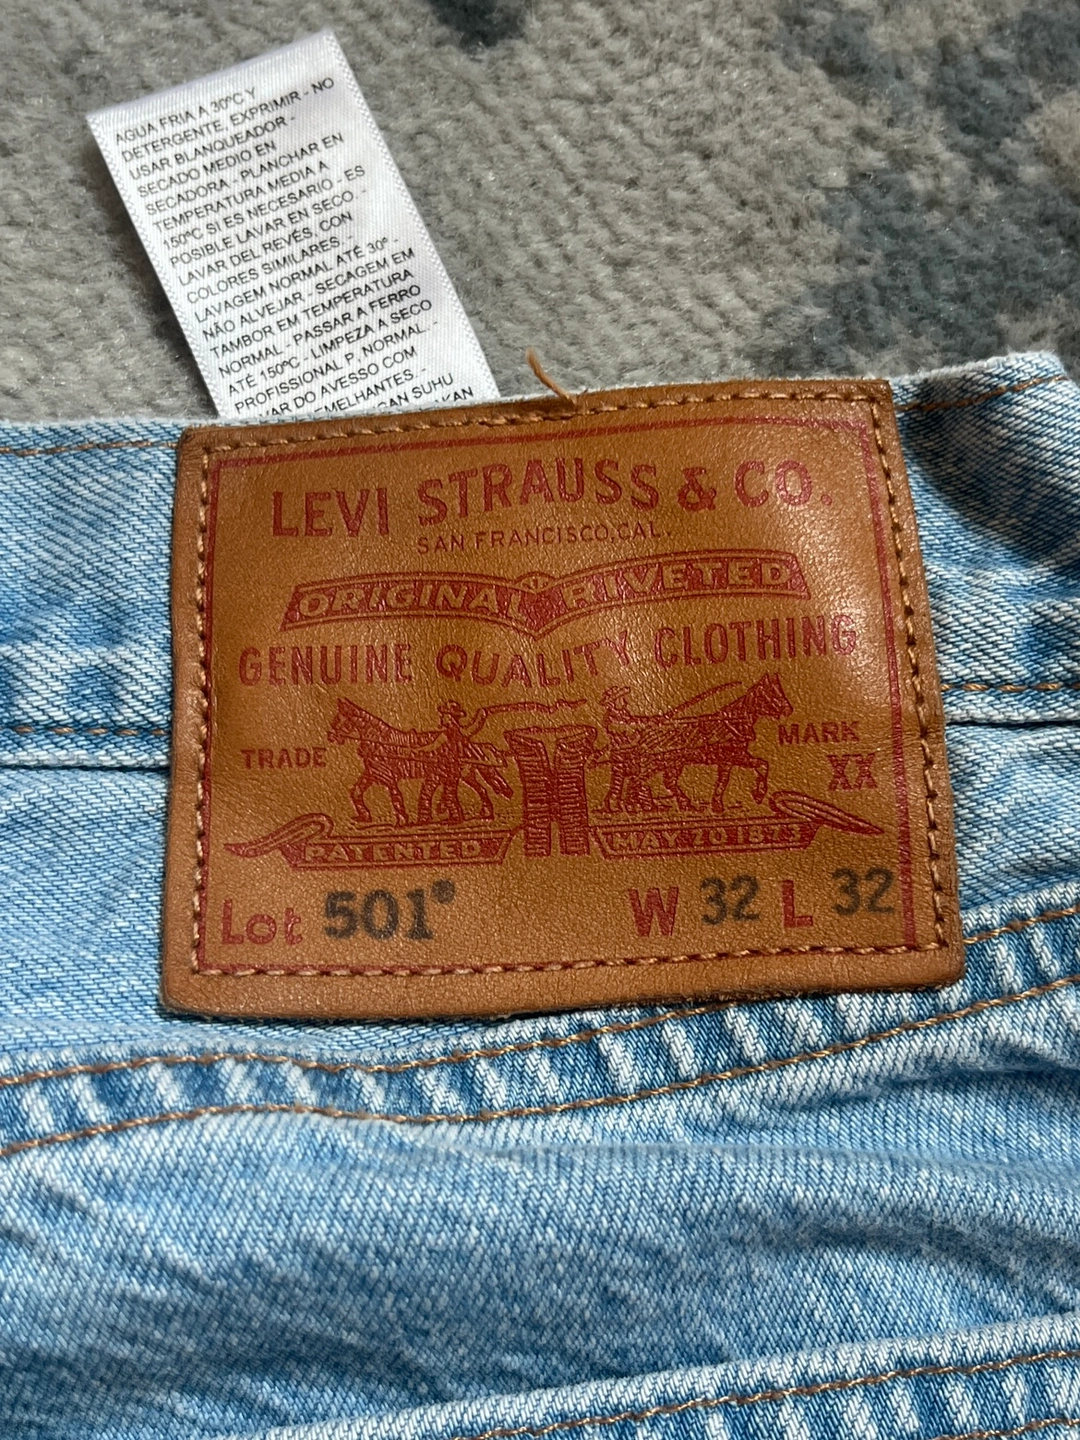 AGUA FRIA A 30ºC Y
DETERGENTE, EXPRIMIR - NO
USAR BLANQUEADOR -
SECADO MEDIO EN
SECADORA - PLANCHAR EN
TEMPERATURA MEDIA A
150ºC SI ES NECESARIO - ES
POSIBLE LAVAR EN SECO -
LAVAR DEL REVÉS, CON
COLORES SIMILARES. -
LAVAGEM NORMAL ATÉ 30º -
NÃO ALVEJAR - SECAGEM EM
TAMBOR EM TEMPERATURA
NORMAL - PASSAR A FERRO
ATÉ 150ºC - LIMPEZA A SECO
PROFISSIONAL P, NORMAL. -
DO AVESSO COM
SUHU
LEVI STRAUSS & CO.
SAN FRANCISCO, CAL.
ORIGINAL RIVETED
GENUINE QUALITY CLOTHING
TRADE MARK
XX
PATENTED MAY 20 1873
Lot 501® W 32 L 32